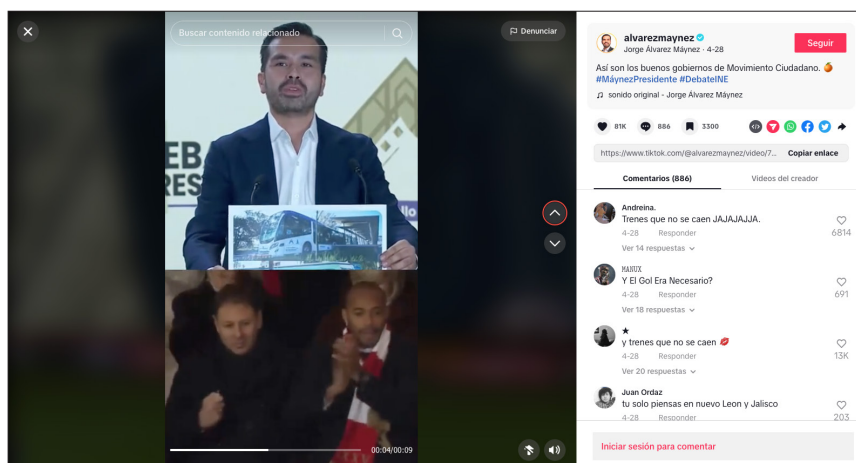 Buscar contenido relacionado
Denunciar
EB
RES
00:04/00:09
alvarezmaynez
Jorge Álvarez Máynez · 4-28
Seguir
Así son los buenos gobiernos de Movimiento Ciudadano. 🍊
#MáynezPresidente #DebateINE
♫ sonido original - Jorge Álvarez Máynez
81K
886
3300
https://www.tiktok.com/@alvarezmaynez/video/7...
Copiar enlace
Comentarios (886)
Videos del creador
Andreina.
Trenes que no se caen JAJAJAJJA.
4-28 Responder
6814
Ver 14 respuestas
MANUX
Y El Gol Era Necesario?
4-28 Responder
691
Ver 18 respuestas
★
y trenes que no se caen 💋
4-28 Responder
13K
Ver 20 respuestas
Juan Ordaz
tu solo piensas en nuevo Leon y Jalisco
4-28 Responder
203
Iniciar sesión para comentar